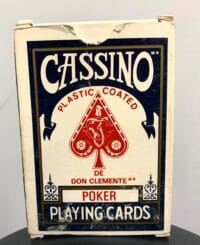 CASSINO
PLASTIC COATED
DE
DON CLEMENTE
POKER
PLAYING CARDS